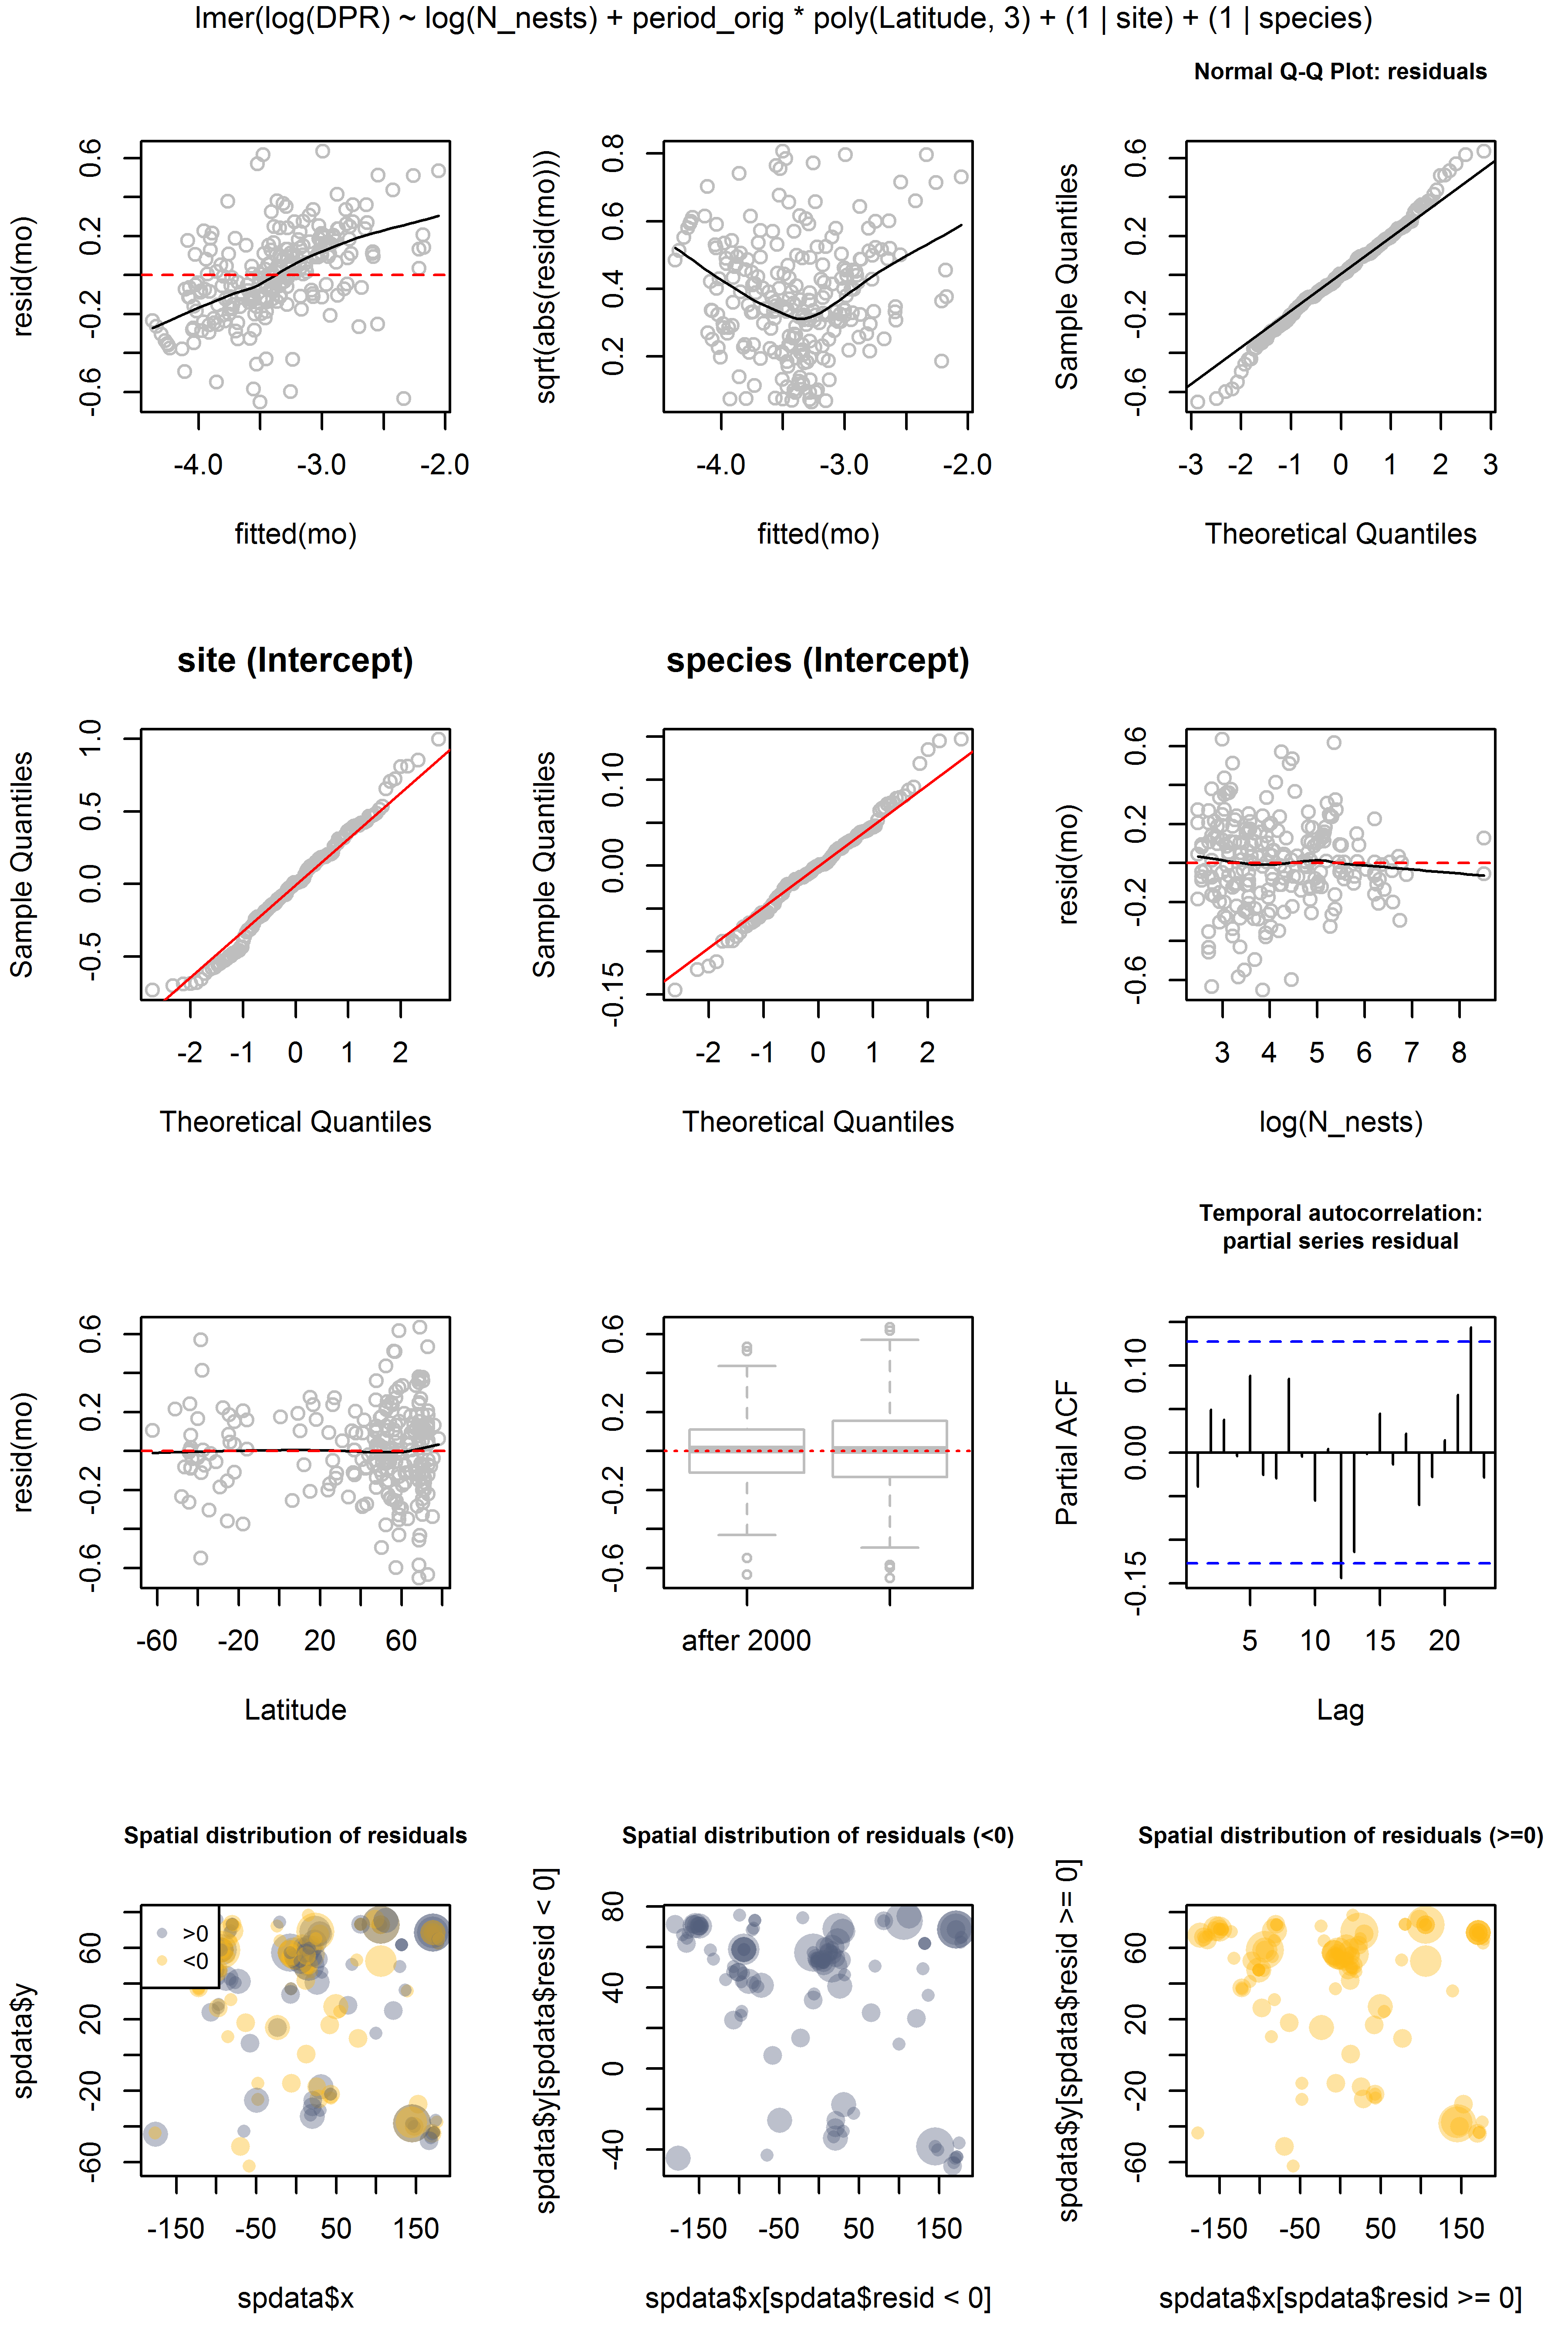 lmer(log(DPR) ~ log(N_nests) + period_orig * poly(Latitude, 3) + (1 | site) + (1 | species)
Normal Q-Q Plot: residuals
resid(mo)
-0.6 -0.2 0.2 0.6
-4.0 -3.0 -2.0
fitted(mo)
sqrt(abs(resid(mo)))
0.2 0.4 0.6 0.8
-4.0 -3.0 -2.0
fitted(mo)
Sample Quantiles
-0.6 -0.2 0.2 0.6
-3 -2 -1 0 1 2 3
Theoretical Quantiles
site (Intercept)
Sample Quantiles
-0.5 0.0 0.5 1.0
-2 -1 0 1 2
Theoretical Quantiles
species (Intercept)
Sample Quantiles
-0.15 0.00 0.10
-2 -1 0 1 2
Theoretical Quantiles
resid(mo)
-0.6 -0.2 0.2 0.6
3 4 5 6 7 8
log(N_nests)
resid(mo)
-0.6 -0.2 0.2 0.6
-60 -20 20 60
Latitude
-0.6 -0.2 0.2 0.6
after 2000
Temporal autocorrelation:
partial series residual
Partial ACF
-0.15 0.00 0.10
5 10 15 20
Lag
Spatial distribution of residuals
spdata$y
-60 -20 20 60
>0
<0
-150 -50 50 150
spdata$x
Spatial distribution of residuals (<0)
spdata$y[spdata$resid < 0]
-40 0 40 80
-150 -50 50 150
spdata$x[spdata$resid < 0]
Spatial distribution of residuals (>=0)
spdata$y[spdata$resid >= 0]
-60 -20 20 60
-150 -50 50 150
spdata$x[spdata$resid >= 0]